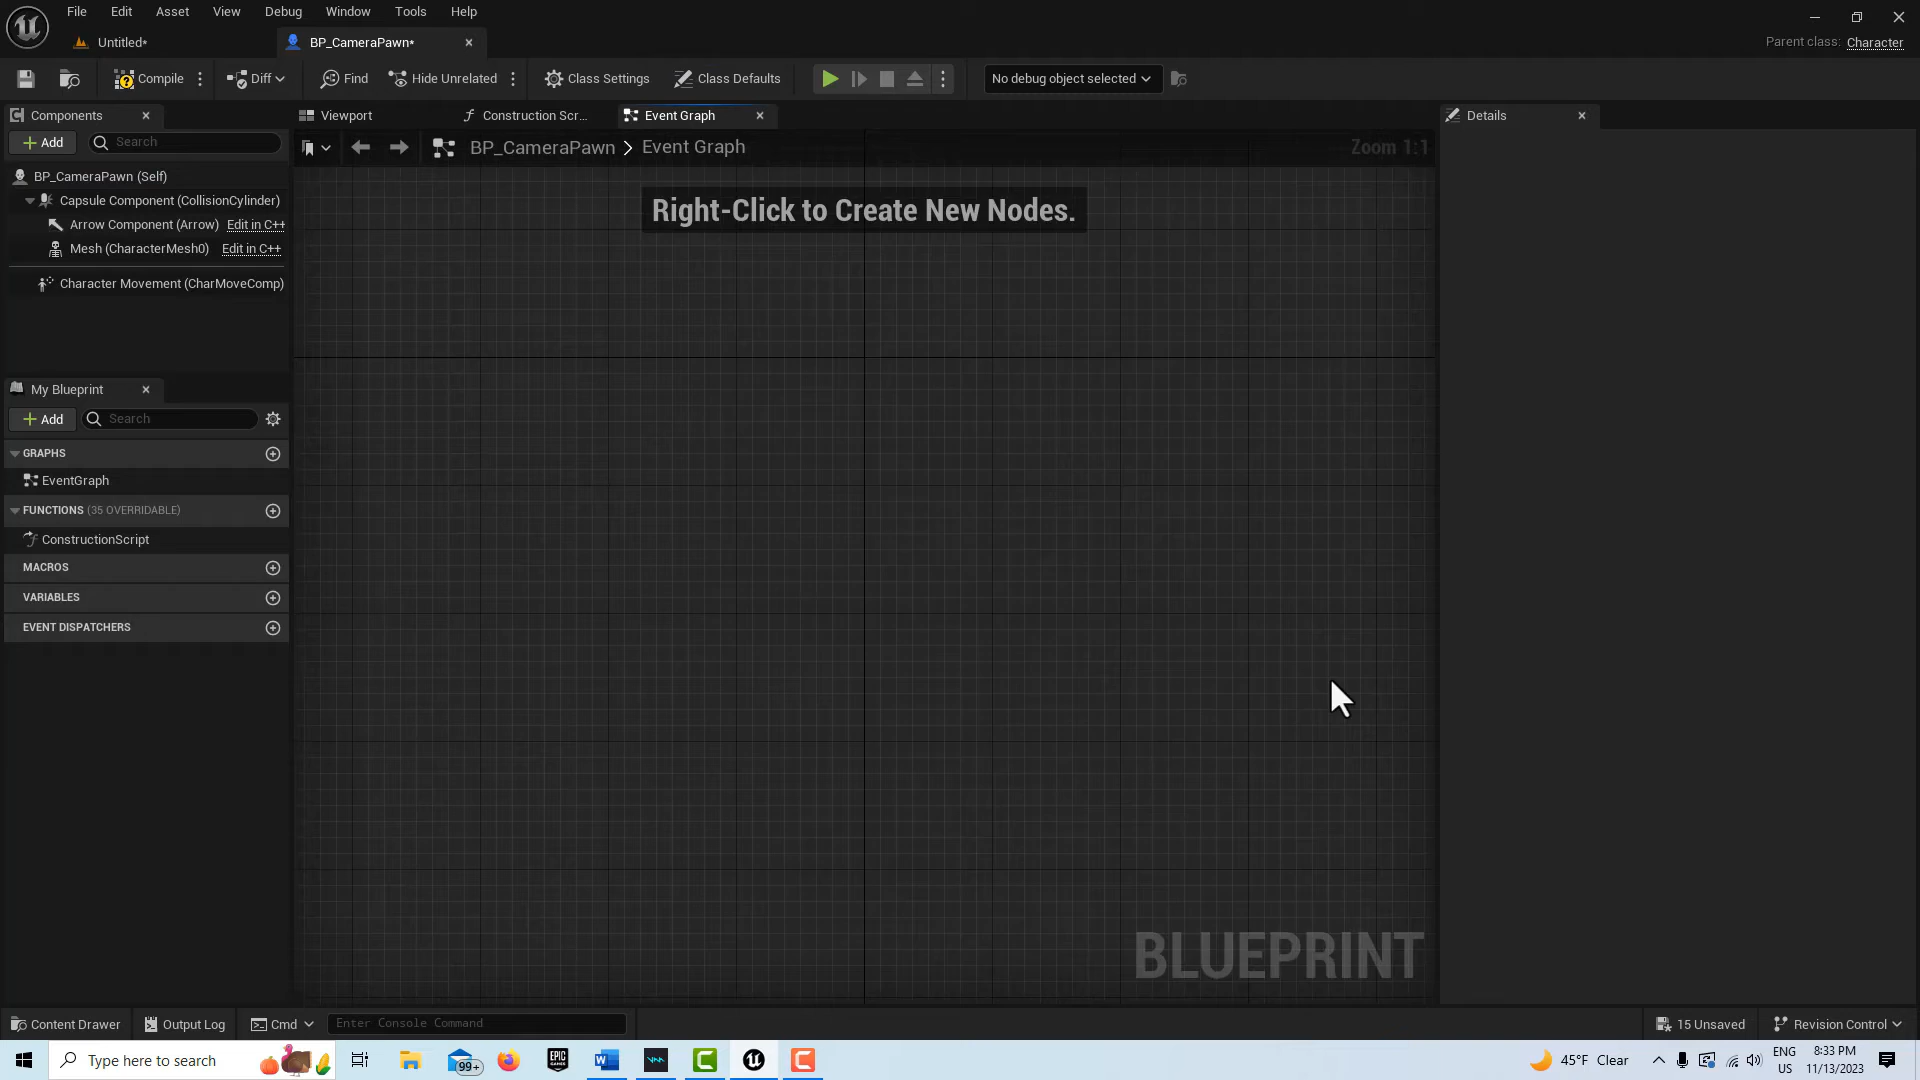 File Edit Asset View Debug Window Tools Help
Untitled*
BP_CameraPawn*
Parent class: Character
Compile
Diff
Find
Hide Unrelated
Class Settings
Class Defaults
No debug object selected
Components
Viewport
Construction Scr...
Event Graph
Details
Add
Search
BP_CameraPawn > Event Graph
Zoom 1:1
BP_CameraPawn (Self)
Capsule Component (CollisionCylinder)
Arrow Component (Arrow) Edit in C++
Mesh (CharacterMesh0) Edit in C++
Character Movement (CharMoveComp)
Right-Click to Create New Nodes.
My Blueprint
Add
Search
GRAPHS
EventGraph
FUNCTIONS (35 OVERRIDABLE)
ConstructionScript
MACROS
VARIABLES
EVENT DISPATCHERS
BLUEPRINT
Content Drawer
Output Log
Cmd
Enter Console Command
15 Unsaved
Revision Control
Type here to search
99+
EPIC GAMES
45°F Clear
ENG
US
8:33 PM
11/13/2023